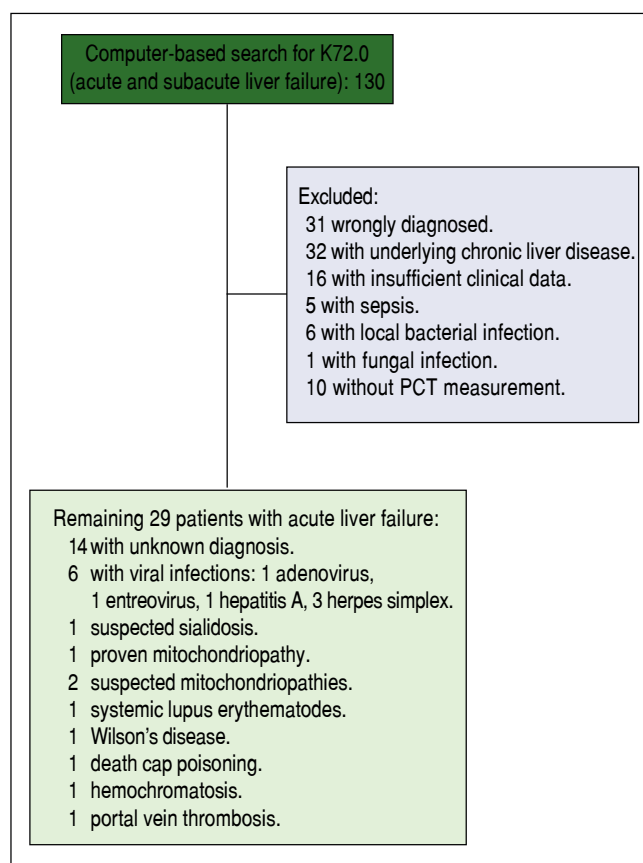 Computer-based search for K72.0
(acute and subacute liver failure): 130
Excluded:
31 wrongly diagnosed.
32 with underlying chronic liver disease.
16 with insufficient clinical data.
5 with sepsis.
6 with local bacterial infection.
1 with fungal infection.
10 without PCT measurement.
Remaining 29 patients with acute liver failure:
14 with unknown diagnosis.
6 with viral infections: 1 adenovirus,
1 entreovirus, 1 hepatitis A, 3 herpes simplex.
1 suspected sialidosis.
1 proven mitochondriopathy.
2 suspected mitochondriopathies.
1 systemic lupus erythematodes.
1 Wilson's disease.
1 death cap poisoning.
1 hemochromatosis.
1 portal vein thrombosis.